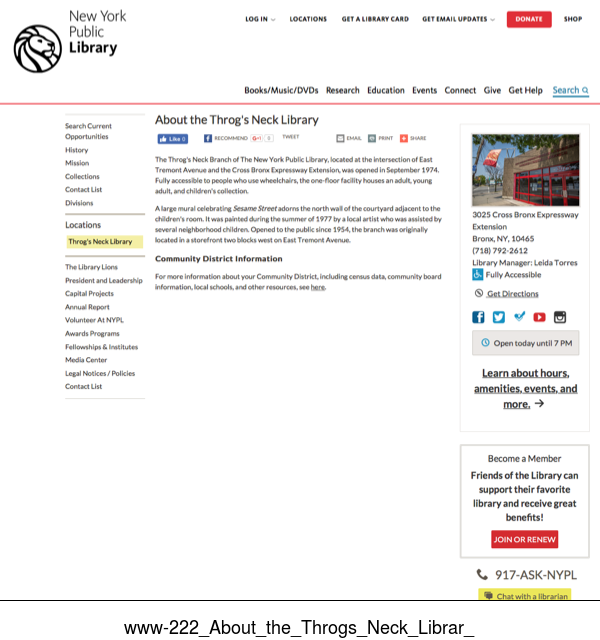 New York
Public
Library
LOG IN
LOCATIONS
GET A LIBRARY CARD
GET EMAIL UPDATES
DONATE
SHOP
Books/Music/DVDs Research Education Events Connect Give Get Help Search
Search Current
Opportunities
History
Mission
Collections
Contact List
Divisions
Locations
Throg's Neck Library
The Library Lions
President and Leadership
Capital Projects
Annual Report
Volunteer At NYPL
Awards Programs
Fellowships & Institutes
Media Center
Legal Notices / Policies
Contact List
About the Throg's Neck Library
Like 0
RECOMMEND
TWEET
EMAIL
PRINT
SHARE
The Throg's Neck Branch of The New York Public Library, located at the intersection of East
Tremont Avenue and the Cross Bronx Expressway Extension, was opened in September 1974.
Fully accessible to people who use wheelchairs, the one-floor facility houses an adult, young
adult, and children's collection.
A large mural celebrating Sesame Street adorns the north wall of the courtyard adjacent to the
children's room. It was painted during the summer of 1977 by a local artist who was assisted by
several neighborhood children. Opened to the public since 1954, the branch was originally
located in a storefront two blocks west on East Tremont Avenue.
Community District Information
For more information about your Community District, including census data, community board
information, local schools, and other resources, see here.
3025 Cross Bronx Expressway
Extension
Bronx, NY, 10465
(718) 792-2612
Library Manager: Leida Torres
Fully Accessible
Get Directions
Open today until 7 PM
Learn about hours,
amenities, events, and
more. →
Become a Member
Friends of the Library can
support their favorite
library and receive great
benefits!
JOIN OR RENEW
917-ASK-NYPL
Chat with a librarian
www-222_About_the_Throgs_Neck_Librar_